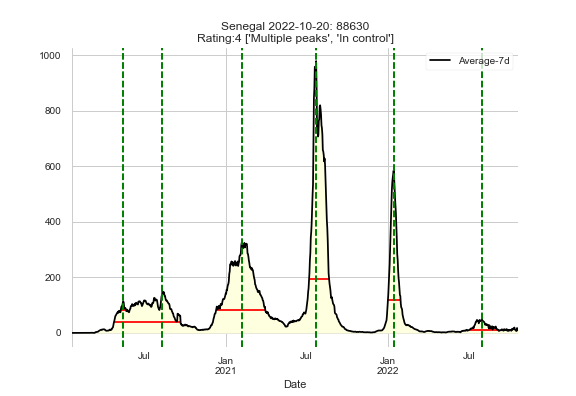 Senegal 2022-10-20: 88630
Rating:4 ['Multiple peaks', 'In control']
Average-7d
1000
800
600
400
200
0
Jul
Jan
2021
Jul
Jan
2022
Jul
Date